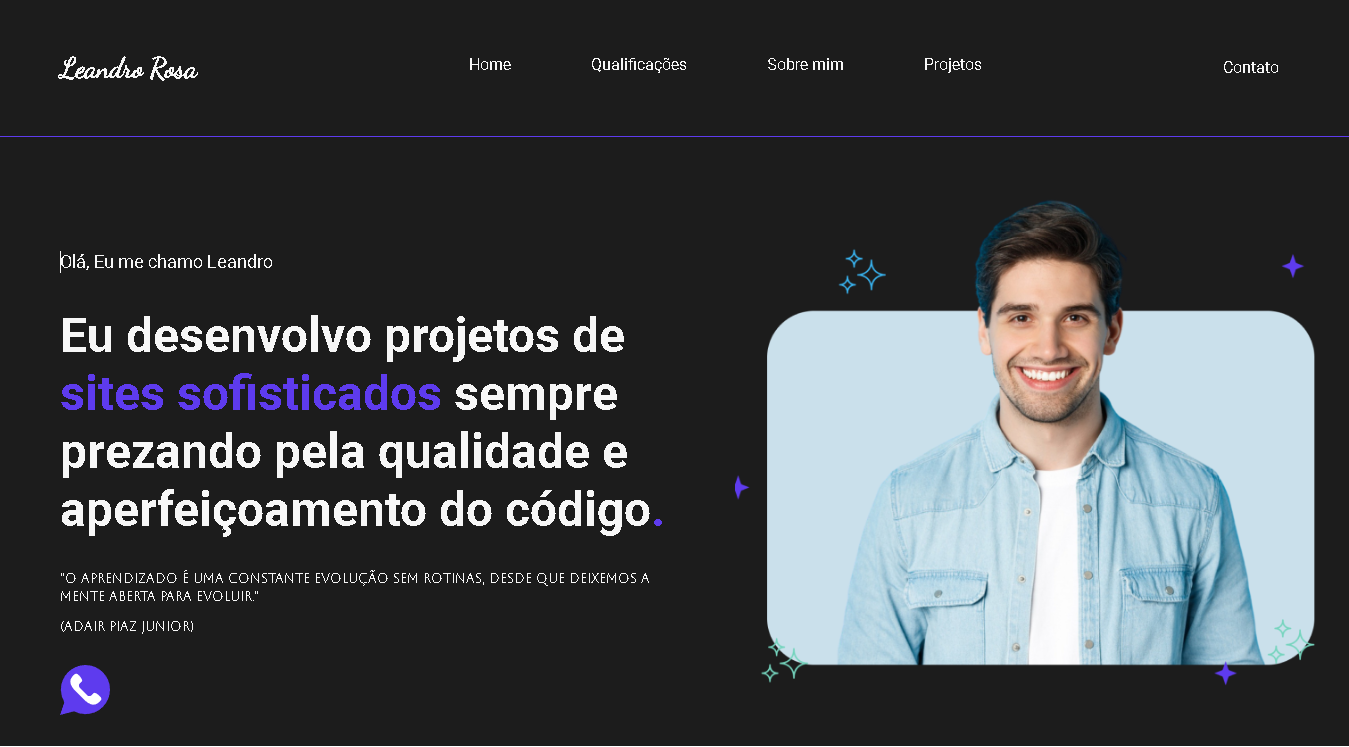 Leandro Rosa
Home
Qualificações
Sobre mim
Projetos
Contato
Olá, Eu me chamo Leandro
Eu desenvolvo projetos de
sites sofisticados sempre
prezando pela qualidade e
aperfeiçoamento do código.
"O APRENDIZADO É UMA CONSTANTE EVOLUÇÃO SEM ROTINAS, DESDE QUE DEIXEMOS A
MENTE ABERTA PARA EVOLUIR."
(ADAIR PIAZ JUNIOR)